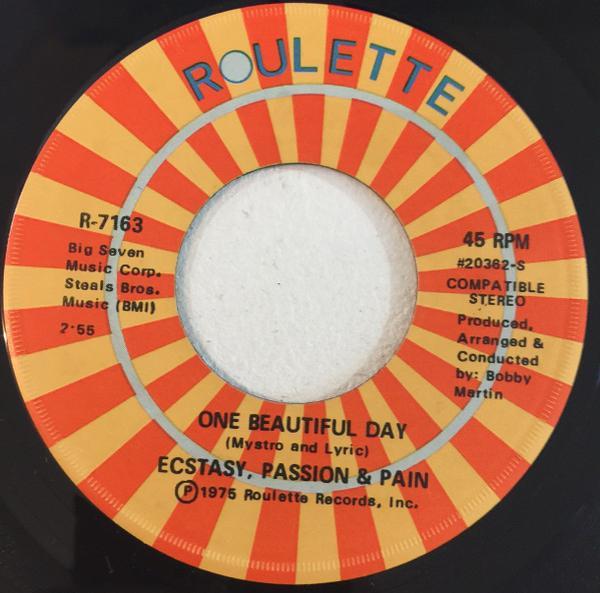 ROULETTE
R-7163
Big Seven
Music Corp.
Steals Bros.
Music (BMI)
2:55
45 RPM
#20362-S
COMPATIBLE
STEREO
Produced,
Arranged &
Conducted
by: Bobby
Martin
ONE BEAUTIFUL DAY
(Mystro and Lyric)
ECSTASY, PASSION & PAIN
Ⓟ1975 Roulette Records, Inc.